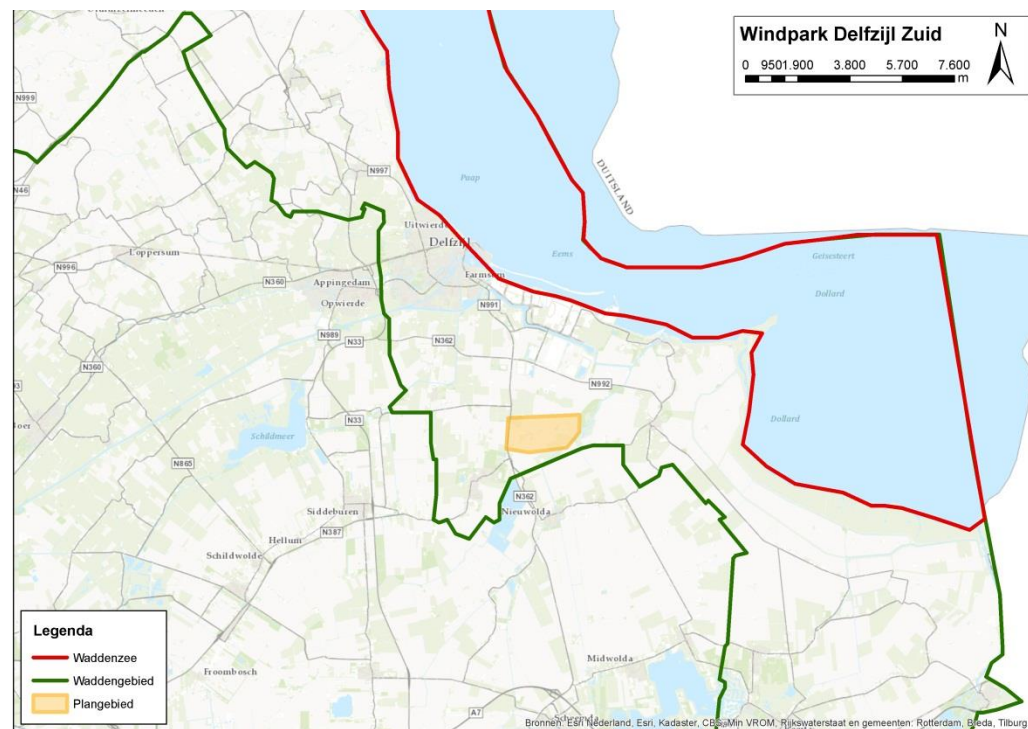 Windpark Delfzijl Zuid
N
0 9501.900 3.800 5.700 7.600
m
N999
N997
N46
DUITSLAND
Paap
Uitwierde
Delfzijl
Loppersum
N996
Eems
Geisesteert
Farmsum
N360
Appingedam
Dollard
Opwierde
N991
N989
N33
N362
N360
N992
N33
Dollard
Schildmeer
N865
N362
Siddeburen
Nieuwolda
N387
Hellum
Schildwolde
Legenda
Waddenzee
Waddengebied
Plangebied
Froombosch
Midwolda
A7
Scheemda
Bronnen: Esri Nederland, Esri, Kadaster, CBS, Min VROM, Rijkswaterstaat en gemeenten: Rotterdam, Breda, Tilburg